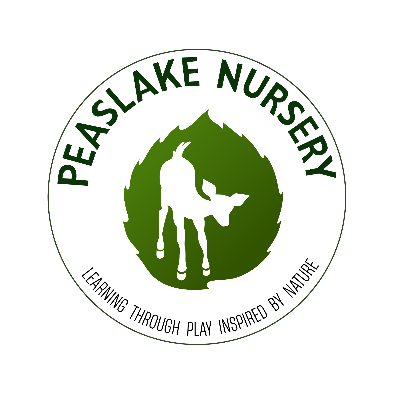 PEASLAKE NURSERY
LEARNING THROUGH PLAY INSPIRED BY NATURE